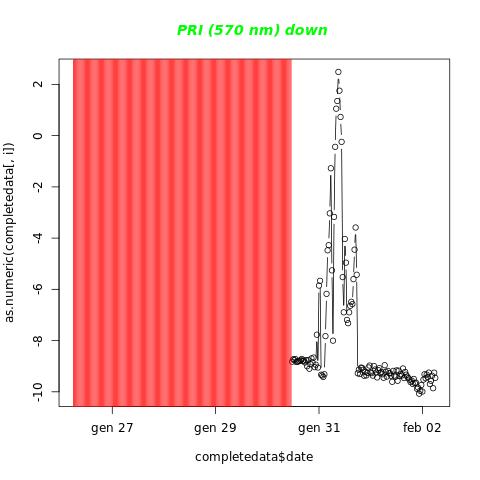 PRI (570 nm) down
as.numeric(completedata[, i])
2
0
-2
-4
-6
-8
-10
gen 27 gen 29 gen 31 feb 02
completedata$date